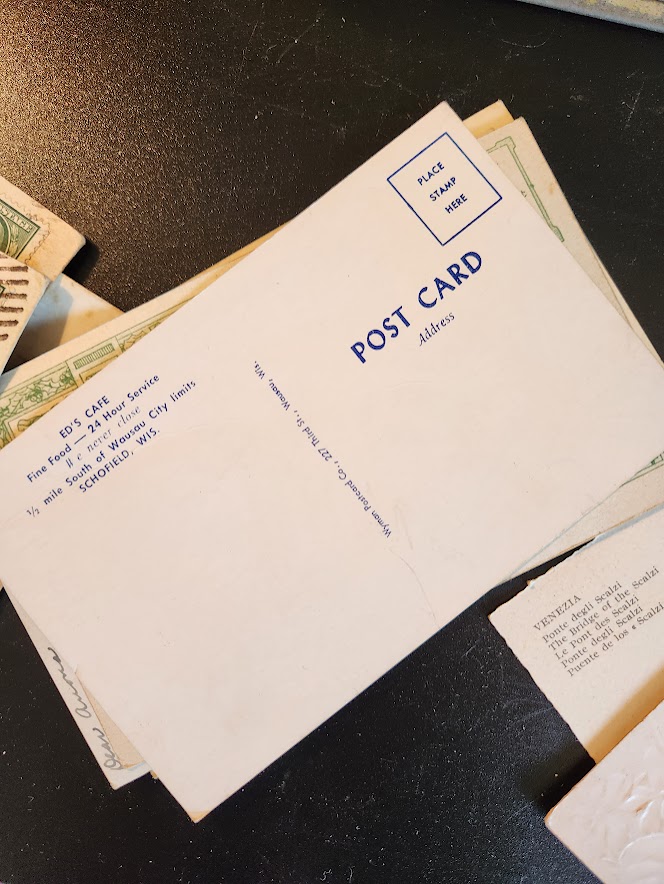 PLACE
STAMP
HERE
POST CARD
Address
ED'S CAFE
Fine Food — 24 Hour Service
We never close
½ mile South of Wausau City limits
SCHOFIELD, WIS.
Wyman Postcard Co., 227 Third St., Wausau, Wis.
VENEZIA
Ponte degli Scalzi
The Bridge of the Scalzi
Le Pont des Scalzi
Ponte degli Scalzi
Puente de los « Scalzi
Dear